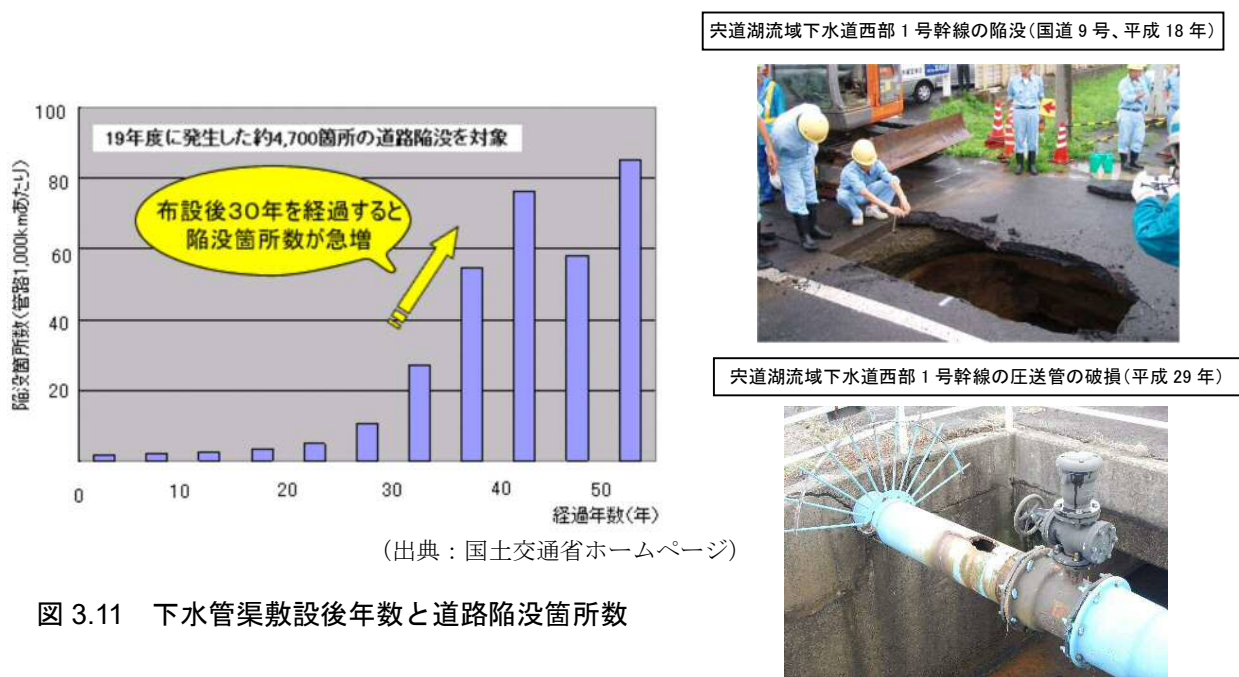 宍道湖流域下水道西部1号幹線の陥没(国道9号、平成18年)
陥没箇所数(管路1,000kmあたり)
100
80
60
40
20
19年度に発生した約4,700箇所の道路陥没を対象
布設後30年を経過すると
陥没箇所数が急増
0
10
20
30
40
50
経過年数(年)
(出典:国土交通省ホームページ)
図 3.11 下水管渠敷設後年数と道路陥没箇所数
宍道湖流域下水道西部1号幹線の圧送管の破損(平成29年)